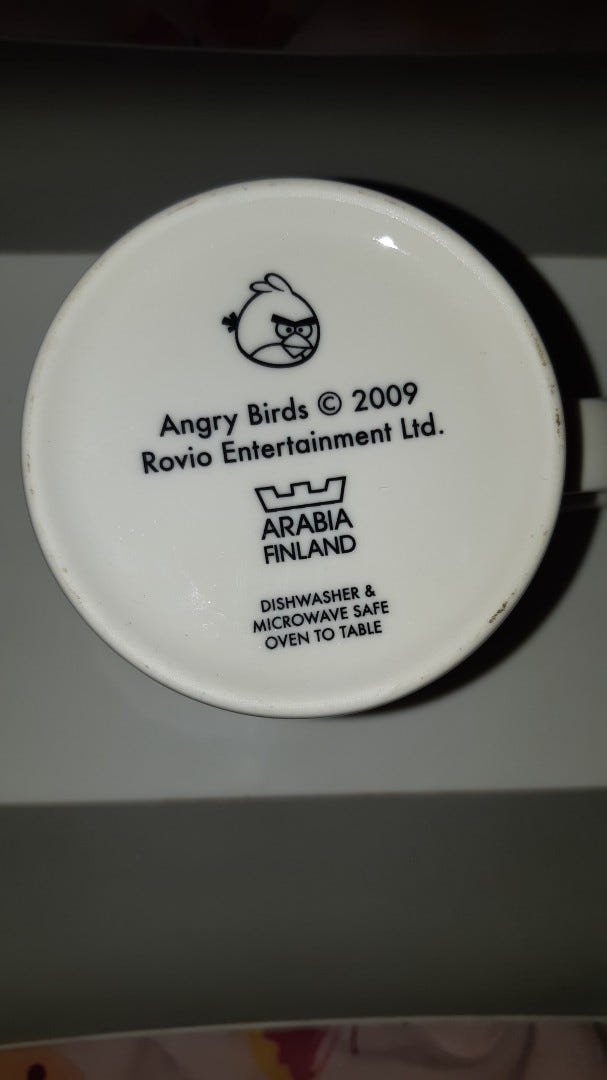 Angry Birds © 2009
Rovio Entertainment Ltd.
ARABIA
FINLAND
DISHWASHER &
MICROWAVE SAFE
OVEN TO TABLE